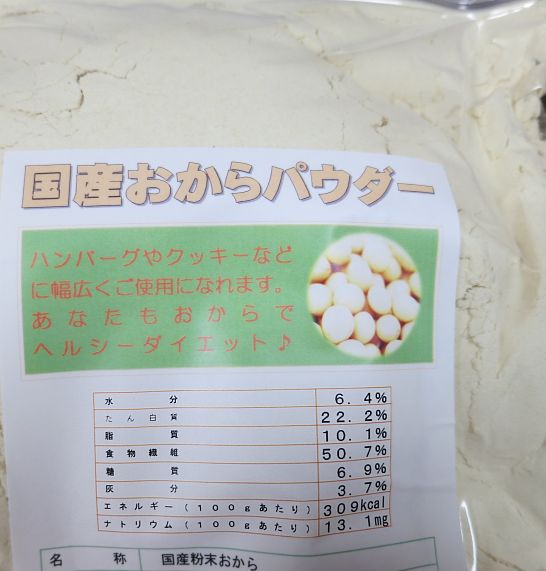 国産おからパウダー
ハンバーグやクッキーなど
に幅広くご使用になれます。
あなたもおからで
ヘルシーダイエット♪
水分 6.4%
たん白質 22.2%
脂質 10.1%
食物繊維 50.7%
糖質 6.9%
灰分 3.7%
エネルギー(100gあたり) 309kcal
ナトリウム(100gあたり) 13.1mg
名称 国産粉末おから